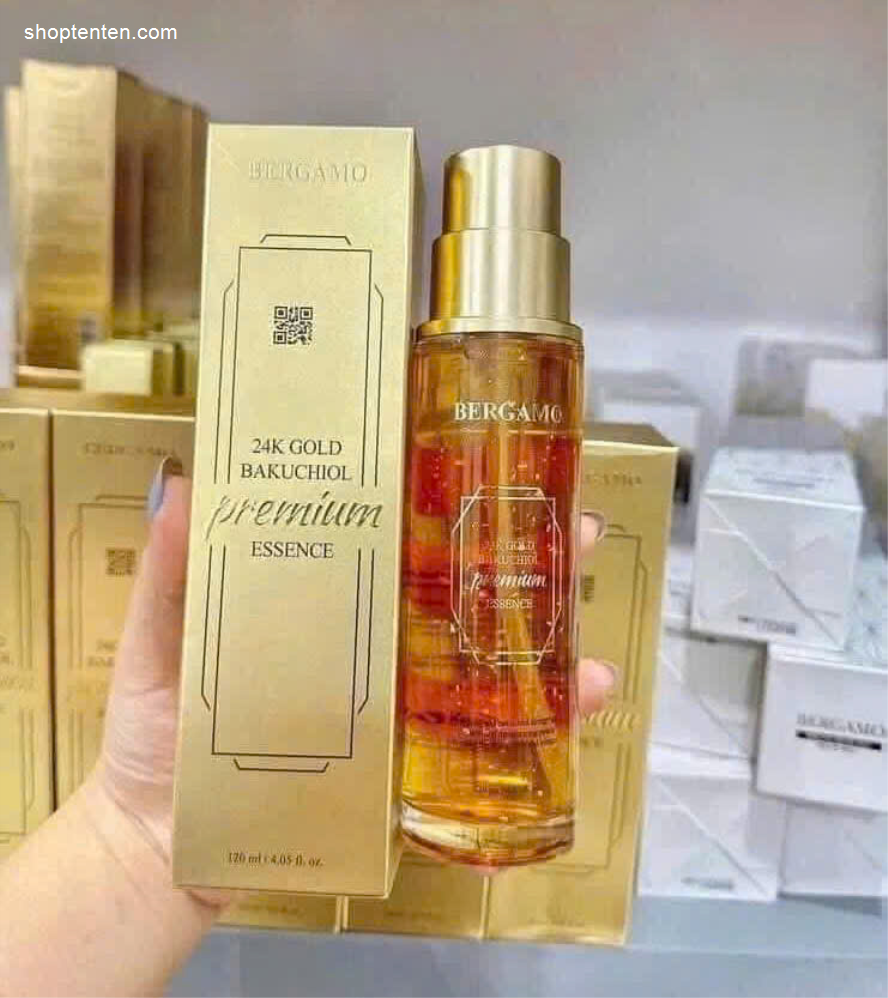 shoptenten.com
BERGAMO
24K GOLD
BAKUCHIOL
premium
ESSENCE
120 ml / 4.05 fl. oz.
BERGAMO
24K GOLD
BAKUCHIOL
premium
ESSENCE
BERGAMO